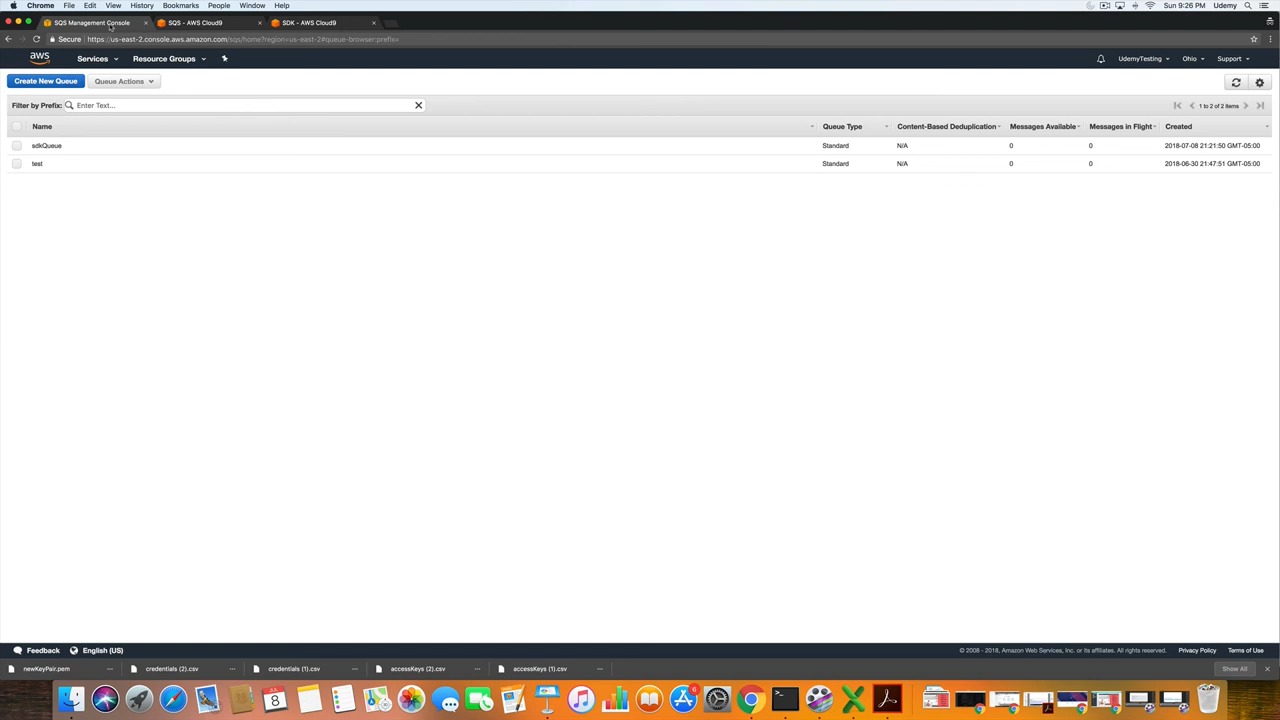 Chrome File Edit View History Bookmarks People Window Help Sun 9:26 PM Udemy
SQS Management Console SQS - AWS Cloud9 SDK - AWS Cloud9
Secure https://us-east-2.console.aws.amazon.com/sqs/home?region=us-east-2#queue-browser:prefix=
aws Services Resource Groups UdemyTesting Ohio Support
Create New Queue Queue Actions
Filter by Prefix: Enter Text... 1 to 2 of 2 items
Name Queue Type Content-Based Deduplication Messages Available Messages in Flight Created
sdkQueue Standard N/A 0 0 2018-07-08 21:21:50 GMT-05:00
test Standard N/A 0 0 2018-06-30 21:47:51 GMT-05:00
Feedback English (US) © 2008 - 2018, Amazon Web Services, Inc. or its affiliates. All rights reserved. Privacy Policy Terms of Use
newKeyPair.pem credentials (2).csv credentials (1).csv accessKeys (2).csv accessKeys (1).csv Show All
8 6